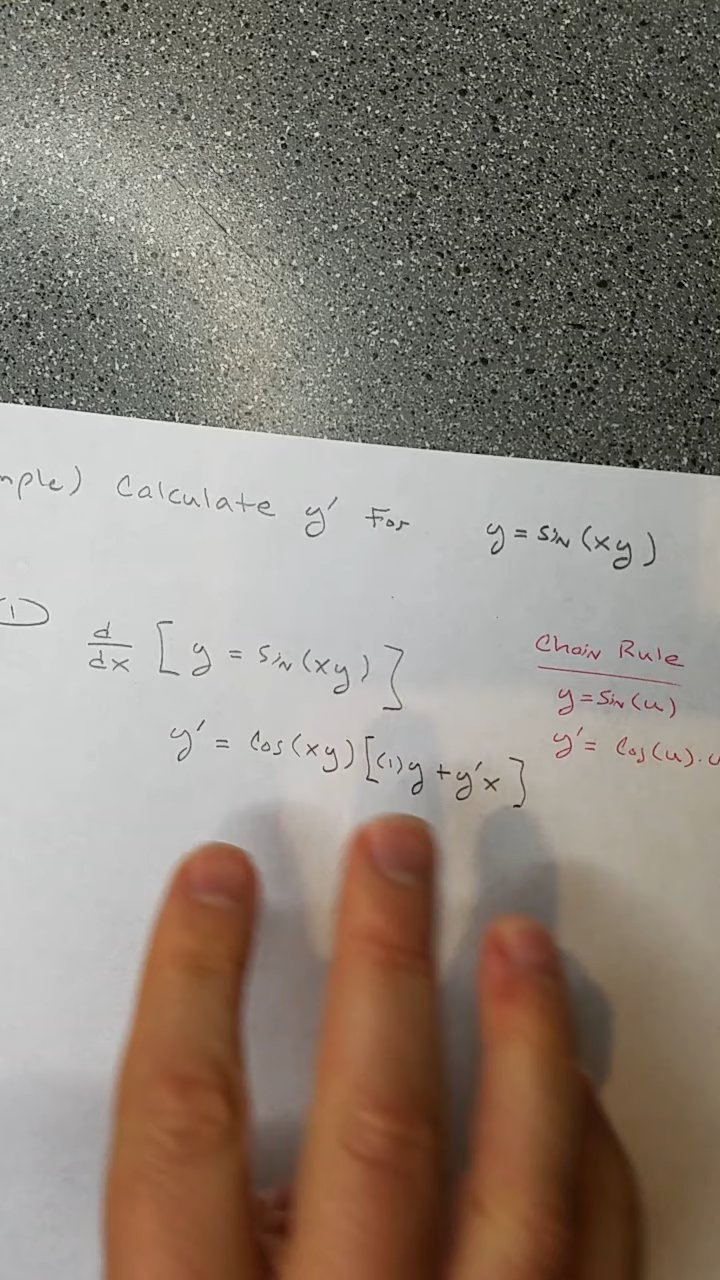 mple) Calculate y' For y = sin (xy)
1
d/dx [ y = sin (xy) ]
y' = cos(xy) [(1)y + y'x ]
Chain Rule
y = sin (u)
y' = cos(u) . u